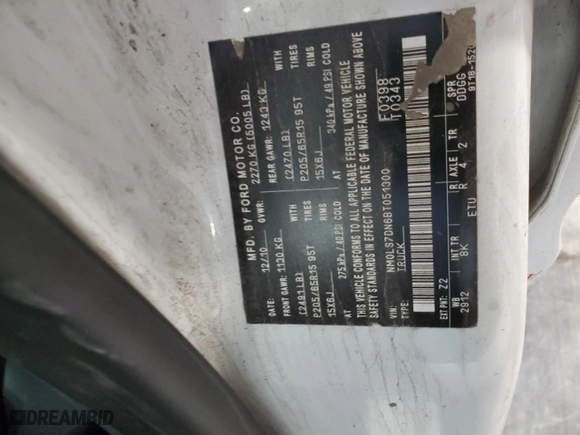 MFD. BY FORD MOTOR CO.
DATE: 12/10 GVWR: 2270 KG (5005 LB)
FRONT GAWR: 1130 KG REAR GAWR: 1243 KG
(2491 LB) WITH (2470 LB) WITH
P205/65R15 95T TIRES P205/65R15 95T TIRES
15X6J RIMS 15X6J RIMS
AT 275 kPa / 40 PSI COLD AT 340 kPa / 49 PSI COLD
THIS VEHICLE CONFORMS TO ALL APPLICABLE FEDERAL MOTOR VEHICLE
SAFETY STANDARDS IN EFFECT ON THE DATE OF MANUFACTURE SHOWN ABOVE
VIN: NM0LS7DN6BT051300 F0398
TYPE: TRUCK T0343
EXT PNT: Z2
WB INT TR R AXLE TR SPR
2912 8K R 4 2 DDGG
ETU 9118-1520
DREAMBID